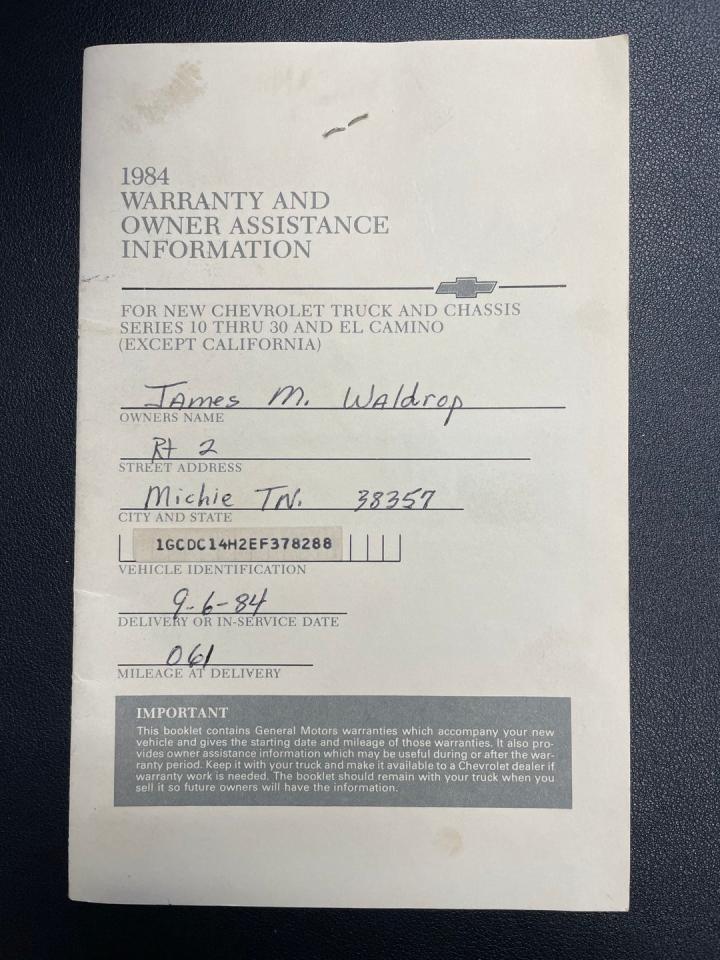 1984
WARRANTY AND
OWNER ASSISTANCE
INFORMATION
FOR NEW CHEVROLET TRUCK AND CHASSIS
SERIES 10 THRU 30 AND EL CAMINO
(EXCEPT CALIFORNIA)
James M. Waldrop
OWNERS NAME
Rt 2
STREET ADDRESS
Michie TN. 38357
CITY AND STATE
1GCDC14H2EF378288
VEHICLE IDENTIFICATION
9-6-84
DELIVERY OR IN-SERVICE DATE
061
MILEAGE AT DELIVERY
IMPORTANT
This booklet contains General Motors warranties which accompany your new
vehicle and gives the starting date and mileage of those warranties. It also pro-
vides owner assistance information which may be useful during or after the war-
ranty period. Keep it with your truck and make it available to a Chevrolet dealer if
warranty work is needed. The booklet should remain with your truck when you
sell it so future owners will have the information.